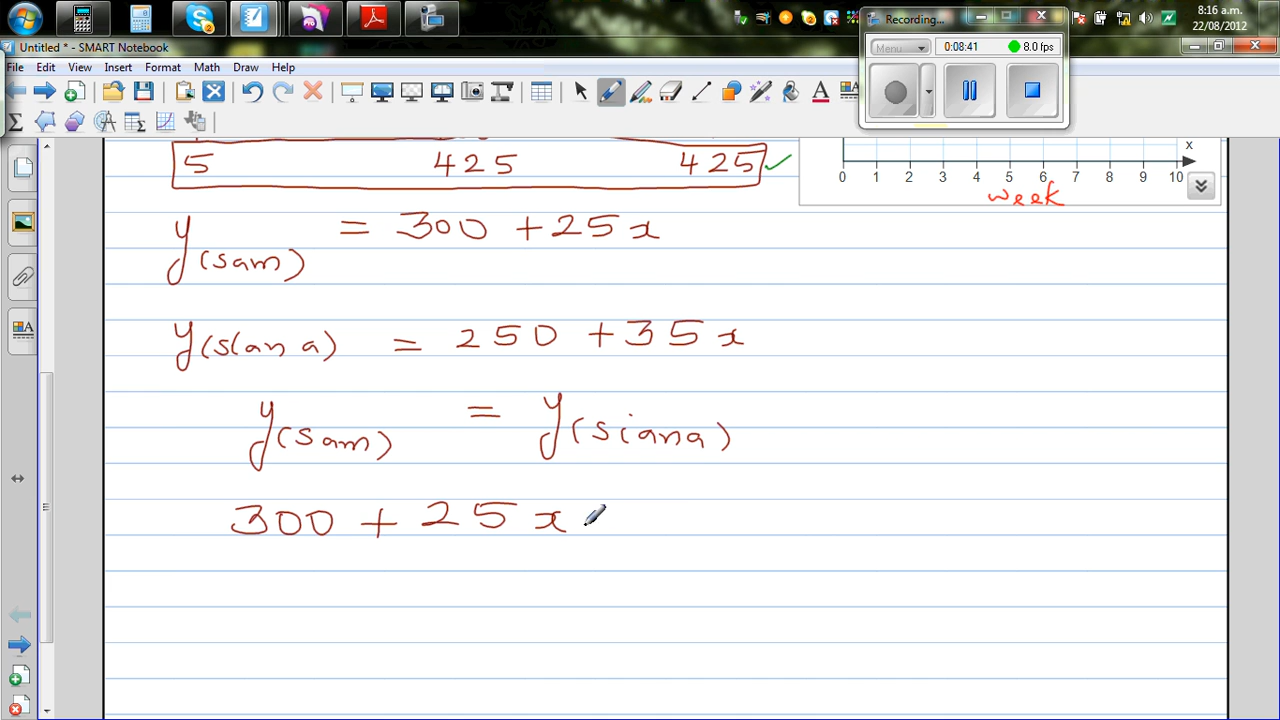 8:16 a.m.
22/08/2012
Recording...
Menu 0:08:41 8.0 fps
Untitled * - SMART Notebook
File Edit View Insert Format Math Draw Help
5 425 425
x
0 1 2 3 4 5 6 7 8 9 10
week
y(sam) = 300 + 25x
y(siana) = 250 + 35x
y(sam) = y(siana)
300 + 25x